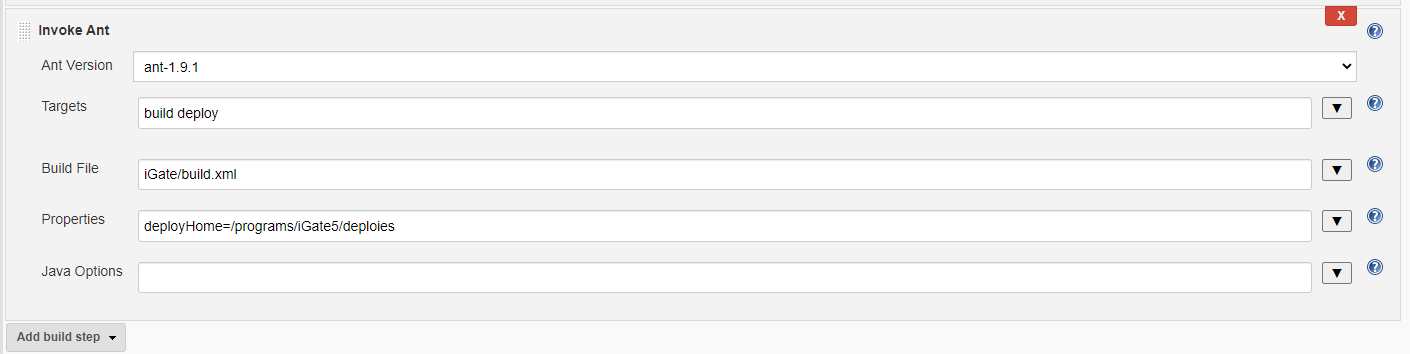 X
Invoke Ant
Ant Version
ant-1.9.1
Targets
build deploy
Build File
iGate/build.xml
Properties
deployHome=/programs/iGate5/deploies
Java Options
Add build step